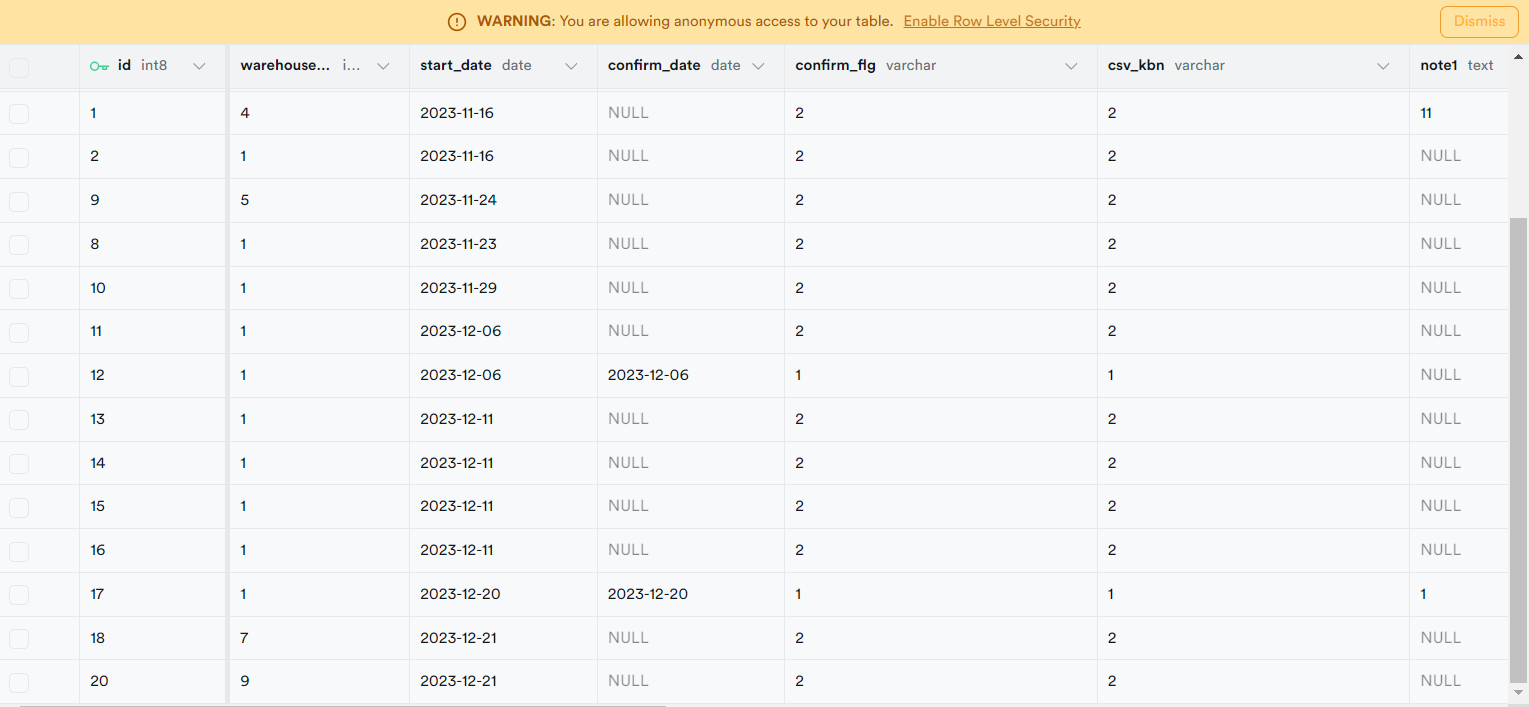 WARNING: You are allowing anonymous access to your table. Enable Row Level Security Dismiss
id int8 warehouse... i... start_date date confirm_date date confirm_flg varchar csv_kbn varchar note1 text
1 4 2023-11-16 NULL 2 2 11
2 1 2023-11-16 NULL 2 2 NULL
9 5 2023-11-24 NULL 2 2 NULL
8 1 2023-11-23 NULL 2 2 NULL
10 1 2023-11-29 NULL 2 2 NULL
11 1 2023-12-06 NULL 2 2 NULL
12 1 2023-12-06 2023-12-06 1 1 NULL
13 1 2023-12-11 NULL 2 2 NULL
14 1 2023-12-11 NULL 2 2 NULL
15 1 2023-12-11 NULL 2 2 NULL
16 1 2023-12-11 NULL 2 2 NULL
17 1 2023-12-20 2023-12-20 1 1 1
18 7 2023-12-21 NULL 2 2 NULL
20 9 2023-12-21 NULL 2 2 NULL